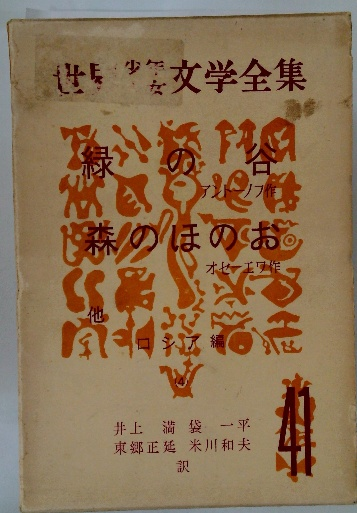 世界少年少女文学全集
緑の谷
アントーノフ作
森のほのお
オセーエワ作
他
ロシア編
(4)
41
井上満 袋一平
東郷正延 米川和夫
訳